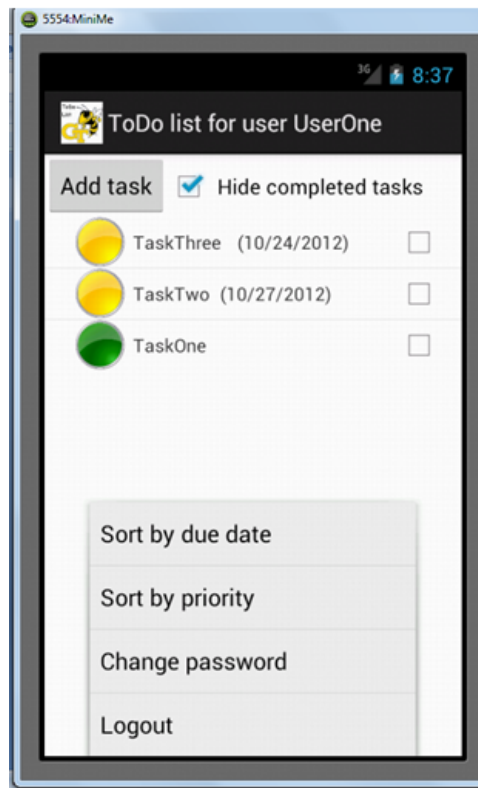 5554:MiniMe
3G 8:37
ToDo list for user UserOne
Add task Hide completed tasks
TaskThree (10/24/2012)
TaskTwo (10/27/2012)
TaskOne
Sort by due date
Sort by priority
Change password
Logout